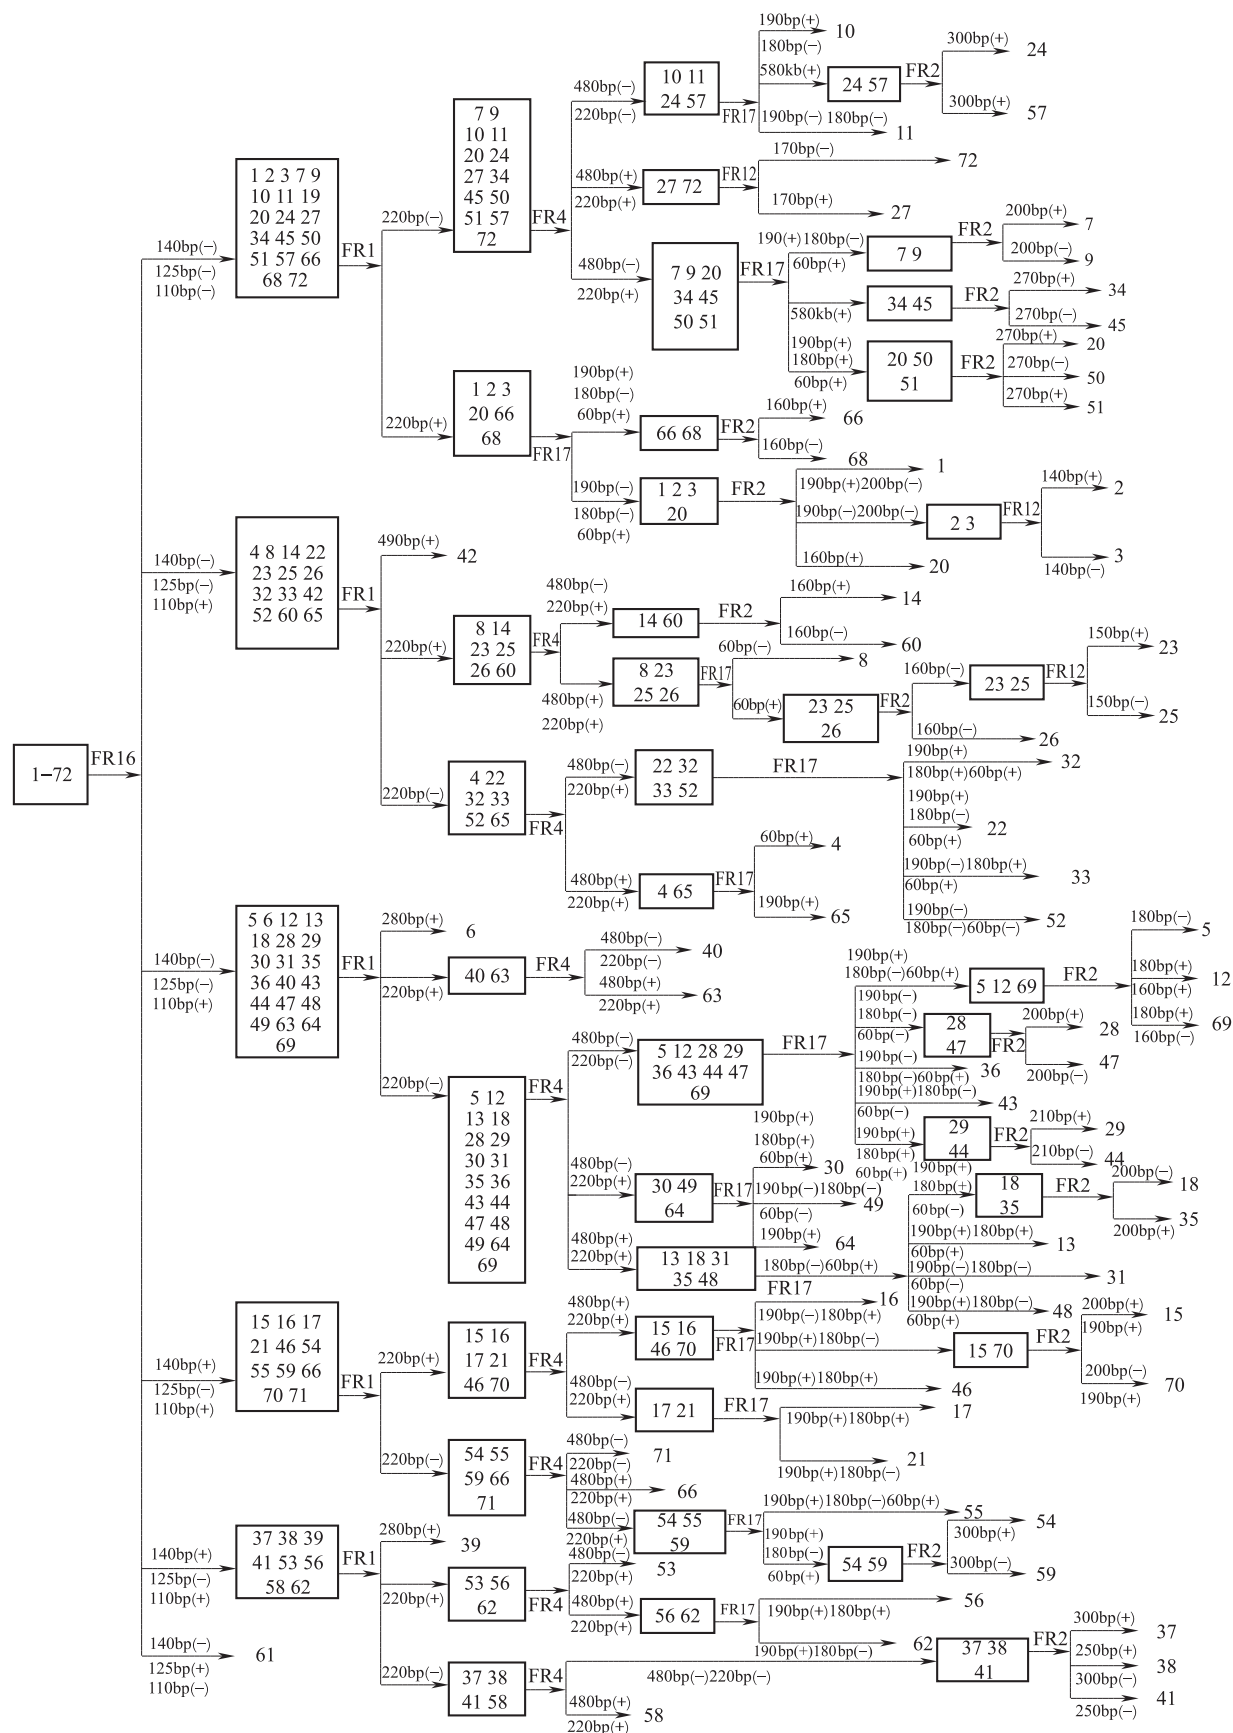 1−72
FR16
140bp(−)
125bp(−)
110bp(−)
1 2 3 7 9
10 11 19
20 24 27
34 45 50
51 57 66
68 72
FR1
220bp(−)
7 9
10 11
20 24
27 34
45 50
51 57
72
FR4
480bp(−)
220bp(−)
10 11
24 57
FR17
190bp(+)
180bp(−)
10
580kb(+)
24 57
FR2
300bp(+)
24
300bp(+)
57
190bp(−) 180bp(−)
11
480bp(+)
220bp(+)
27 72
FR12
170bp(−)
72
170bp(+)
27
480bp(−)
220bp(+)
7 9 20
34 45
50 51
FR17
190(+)180bp(−)
60bp(+)
7 9
FR2
200bp(+)
7
200bp(−)
9
580kb(+)
34 45
FR2
270bp(+)
34
270bp(−)
45
190bp(+)
180bp(+)
60bp(+)
20 50
51
FR2
270bp(+)
20
270bp(−)
50
270bp(+)
51
220bp(+)
1 2 3
20 66
68
FR17
190bp(+)
180bp(−)
60bp(+)
66 68
FR2
160bp(+)
66
160bp(−)
68
190bp(−)
180bp(−)
60bp(+)
1 2 3
20
FR2
1
190bp(+)200bp(−)
190bp(−)200bp(−)
2 3
FR12
140bp(+)
2
3
140bp(−)
160bp(+)
20
140bp(−)
125bp(−)
110bp(+)
4 8 14 22
23 25 26
32 33 42
52 60 65
FR1
490bp(+)
42
220bp(+)
8 14
23 25
26 60
FR4
480bp(−)
220bp(+)
14 60
FR2
160bp(+)
14
160bp(−)
60
480bp(+)
220bp(+)
8 23
25 26
FR17
60bp(−)
8
60bp(+)
23 25
26
FR2
160bp(−)
23 25
FR12
150bp(+)
23
150bp(−)
25
160bp(−)
26
220bp(−)
4 22
32 33
52 65
FR4
480bp(−)
220bp(+)
22 32
33 52
FR17
190bp(+)
180bp(+)60bp(+)
32
190bp(+)
180bp(−)
60bp(+)
22
190bp(−)180bp(+)
60bp(+)
33
190bp(−)
180bp(−)60bp(−)
52
480bp(+)
220bp(+)
4 65
FR17
60bp(+)
4
190bp(+)
65
140bp(−)
125bp(−)
110bp(+)
5 6 12 13
18 28 29
30 31 35
36 40 43
44 47 48
49 63 64
69
FR1
280bp(+)
6
220bp(+)
40 63
FR4
480bp(−)
220bp(−)
40
480bp(+)
220bp(+)
63
220bp(−)
5 12
13 18
28 29
30 31
35 36
43 44
47 48
49 64
69
FR4
480bp(−)
220bp(−)
5 12 28 29
36 43 44 47
69
FR17
190bp(+)
180bp(−)60bp(+)
5 12 69
FR2
180bp(−)
5
180bp(+)
160bp(+)
12
180bp(+)
160bp(−)
69
190bp(−)
180bp(−)
60bp(−)
28
47
FR2
200bp(+)
28
200bp(−)
47
190bp(−)
180bp(−)60bp(+)
36
190bp(+)180bp(−)
60bp(−)
43
190bp(+)
180bp(+)
60bp(+)
29
44
FR2
210bp(+)
29
210bp(−)
44
480bp(−)
220bp(+)
30 49
64
FR17
190bp(+)
180bp(+)
60bp(+)
30
190bp(−)180bp(−)
60bp(−)
49
190bp(+)
64
180bp(−)60bp(+)
480bp(+)
220bp(+)
13 18 31
35 48
FR17
190bp(+)
180bp(+)
60bp(−)
18
35
FR2
200bp(−)
18
200bp(+)
35
190bp(+)180bp(+)
60bp(+)
13
190bp(−)180bp(−)
60bp(−)
31
190bp(+)180bp(−)
60bp(+)
48
140bp(+)
125bp(−)
110bp(+)
15 16 17
21 46 54
55 59 66
70 71
FR1
220bp(+)
15 16
17 21
46 70
FR4
480bp(+)
220bp(+)
15 16
46 70
FR17
16
190bp(−)180bp(+)
190bp(+)180bp(−)
15 70
FR2
200bp(+)
190bp(+)
15
200bp(−)
190bp(+)
70
190bp(+)180bp(+)
46
480bp(−)
220bp(+)
17 21
FR17
17
190bp(+)180bp(+)
21
190bp(+)180bp(−)
220bp(−)
54 55
59 66
71
FR4
480bp(−)
220bp(−)
71
480bp(+)
220bp(+)
66
480bp(−)
220bp(+)
54 55
59
FR17
190bp(+)180bp(−)60bp(+)
55
190bp(+)
180bp(−)
60bp(+)
54 59
FR2
300bp(+)
54
300bp(−)
59
140bp(+)
125bp(−)
110bp(+)
37 38 39
41 53 56
58 62
FR1
280bp(+)
39
220bp(+)
53 56
62
FR4
480bp(−)
220bp(+)
53
480bp(+)
220bp(+)
56 62
FR17
56
190bp(+)180bp(+)
62
190bp(+)180bp(−)
220bp(−)
37 38
41 58
FR4
480bp(−)220bp(−)
37 38
41
FR2
300bp(+)
37
250bp(+)
300bp(−)
38
250bp(−)
41
480bp(+)
220bp(+)
58
140bp(−)
125bp(+)
110bp(−)
61